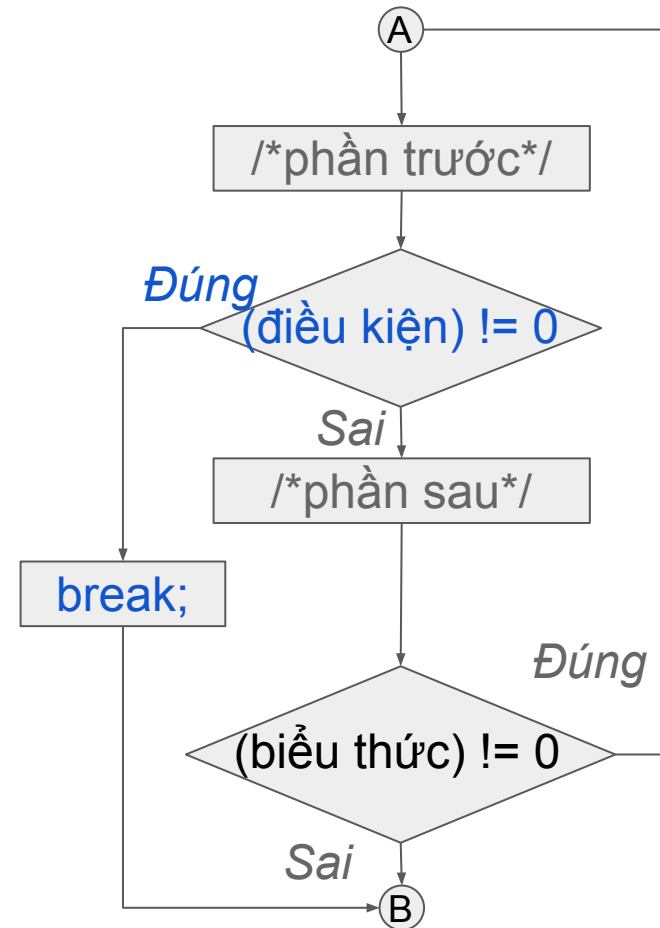 A
/*phần trước*/
Đúng
(điều kiện) != 0
Sai
/*phần sau*/
break;
Đúng
(biểu thức) != 0
Sai
B